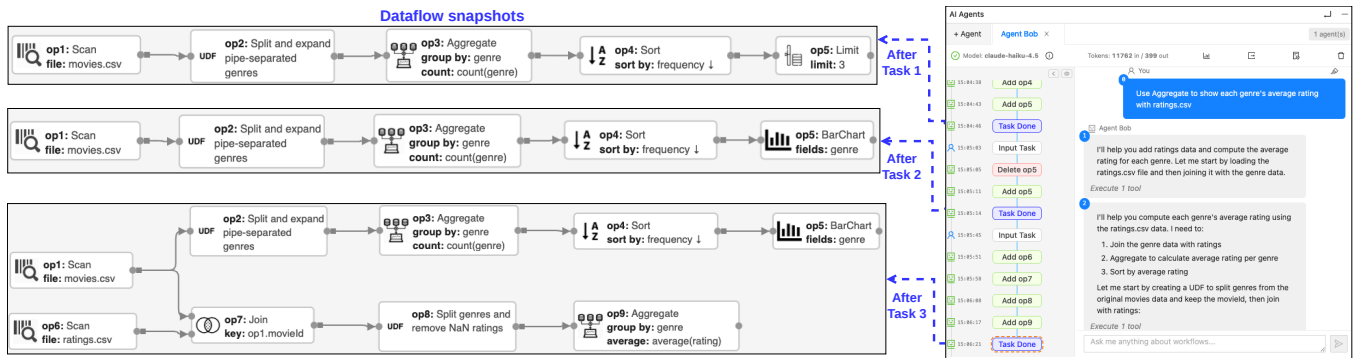 Dataflow snapshots
op1: Scan
file: movies.csv
UDF
op2: Split and expand
pipe-separated
genres
op3: Aggregate
group by: genre
count: count(genre)
A
Z
op4: Sort
sort by: frequency ↓
op5: Limit
limit: 3
After
Task 1
op1: Scan
file: movies.csv
UDF
op2: Split and expand
pipe-separated
genres
op3: Aggregate
group by: genre
count: count(genre)
A
Z
op4: Sort
sort by: frequency ↓
op5: BarChart
fields: genre
After
Task 2
UDF
op2: Split and expand
pipe-separated
genres
op3: Aggregate
group by: genre
count: count(genre)
A
Z
op4: Sort
sort by: frequency ↓
op5: BarChart
fields: genre
op1: Scan
file: movies.csv
op6: Scan
file: ratings.csv
op7: Join
key: op1.movieId
UDF
op8: Split genres and
remove NaN ratings
op9: Aggregate
group by: genre
average: average(rating)
After
Task 3
AI Agents
+ Agent
Agent Bob ×
1 agent(s)
Model: claude-haiku-4.5
Tokens: 11762 in / 399 out
15:04:38 Add op4
15:04:43 Add op5
15:04:46 Task Done
15:05:03 Input Task
15:05:05 Delete op5
15:05:11 Add op5
15:05:14 Task Done
15:05:45 Input Task
15:05:51 Add op6
15:05:58 Add op7
15:06:08 Add op8
15:06:17 Add op9
15:06:21 Task Done
You
0
Use Aggregate to show each genre's average rating
with ratings.csv
Agent Bob
1
I'll help you add ratings data and compute the average
rating for each genre. Let me start by loading the
ratings.csv file and then joining it with the genre data.
Execute 1 tool
2
I'll help you compute each genre's average rating using
the ratings.csv data. I need to:
1. Join the genre data with ratings
2. Aggregate to calculate average rating per genre
3. Sort by average rating
Let me start by creating a UDF to split genres from the
original movies data and keep the movieId, then join
with ratings:
Execute 1 tool
Ask me anything about workflows...